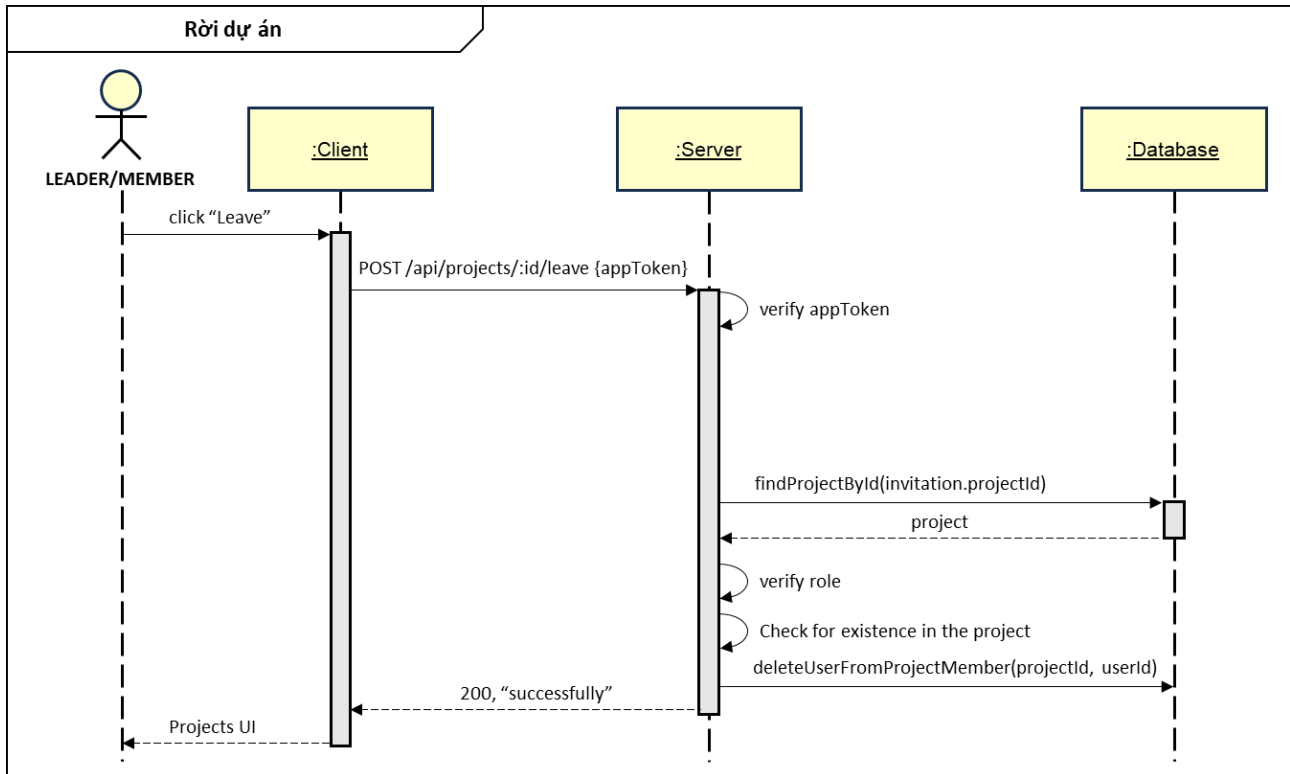 Rời dự án
:Client
:Server
:Database
LEADER/MEMBER
click “Leave”
POST /api/projects/:id/leave {appToken}
verify appToken
findProjectById(invitation.projectId)
project
verify role
Check for existence in the project
deleteUserFromProjectMember(projectId, userId)
200, “successfully”
Projects UI